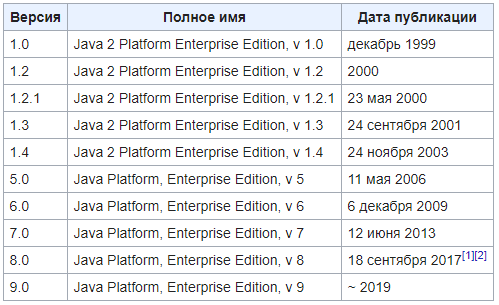 Версия Полное имя Дата публикации
1.0 Java 2 Platform Enterprise Edition, v 1.0 декабрь 1999
1.2 Java 2 Platform Enterprise Edition, v 1.2 2000
1.2.1 Java 2 Platform Enterprise Edition, v 1.2.1 23 мая 2000
1.3 Java 2 Platform Enterprise Edition, v 1.3 24 сентября 2001
1.4 Java 2 Platform Enterprise Edition, v 1.4 24 ноября 2003
5.0 Java Platform, Enterprise Edition, v 5 11 мая 2006
6.0 Java Platform, Enterprise Edition, v 6 6 декабря 2009
7.0 Java Platform, Enterprise Edition, v 7 12 июня 2013
8.0 Java Platform, Enterprise Edition, v 8 18 сентября 2017[1][2]
9.0 Java Platform, Enterprise Edition, v 9 ~ 2019